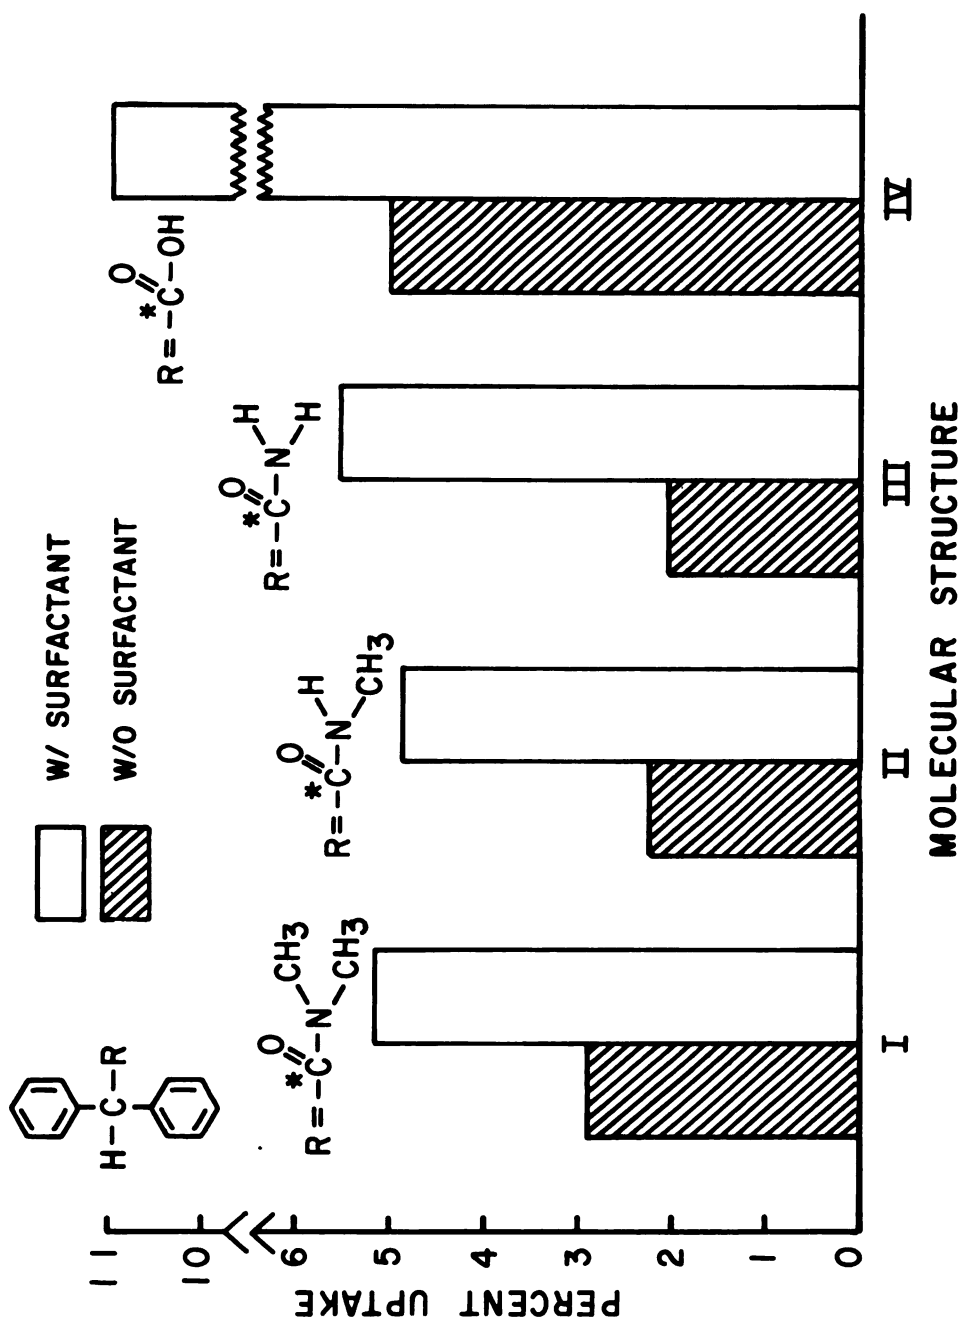 W/ SURFACTANT
W/O SURFACTANT
H-C-R
R=-C*-N
O
CH3
CH3
R=-C*-N
O
H
CH3
R=-C*-N
O
H
H
R=-C*-OH
O
PERCENT UPTAKE
11
10
6
5
4
3
2
1
0
I
II
III
IV
MOLECULAR STRUCTURE